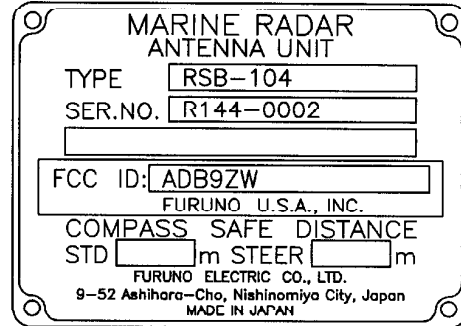 MARINE RADAR
ANTENNA UNIT
TYPE RSB-104
SER.NO. R144-0002
FCC ID: ADB9ZW
FURUNO U.S.A., INC.
COMPASS SAFE DISTANCE
STD m STEER m
FURUNO ELECTRIC CO., LTD.
9-52 Ashihara-Cho, Nishinomiya City, Japan
MADE IN JAPAN